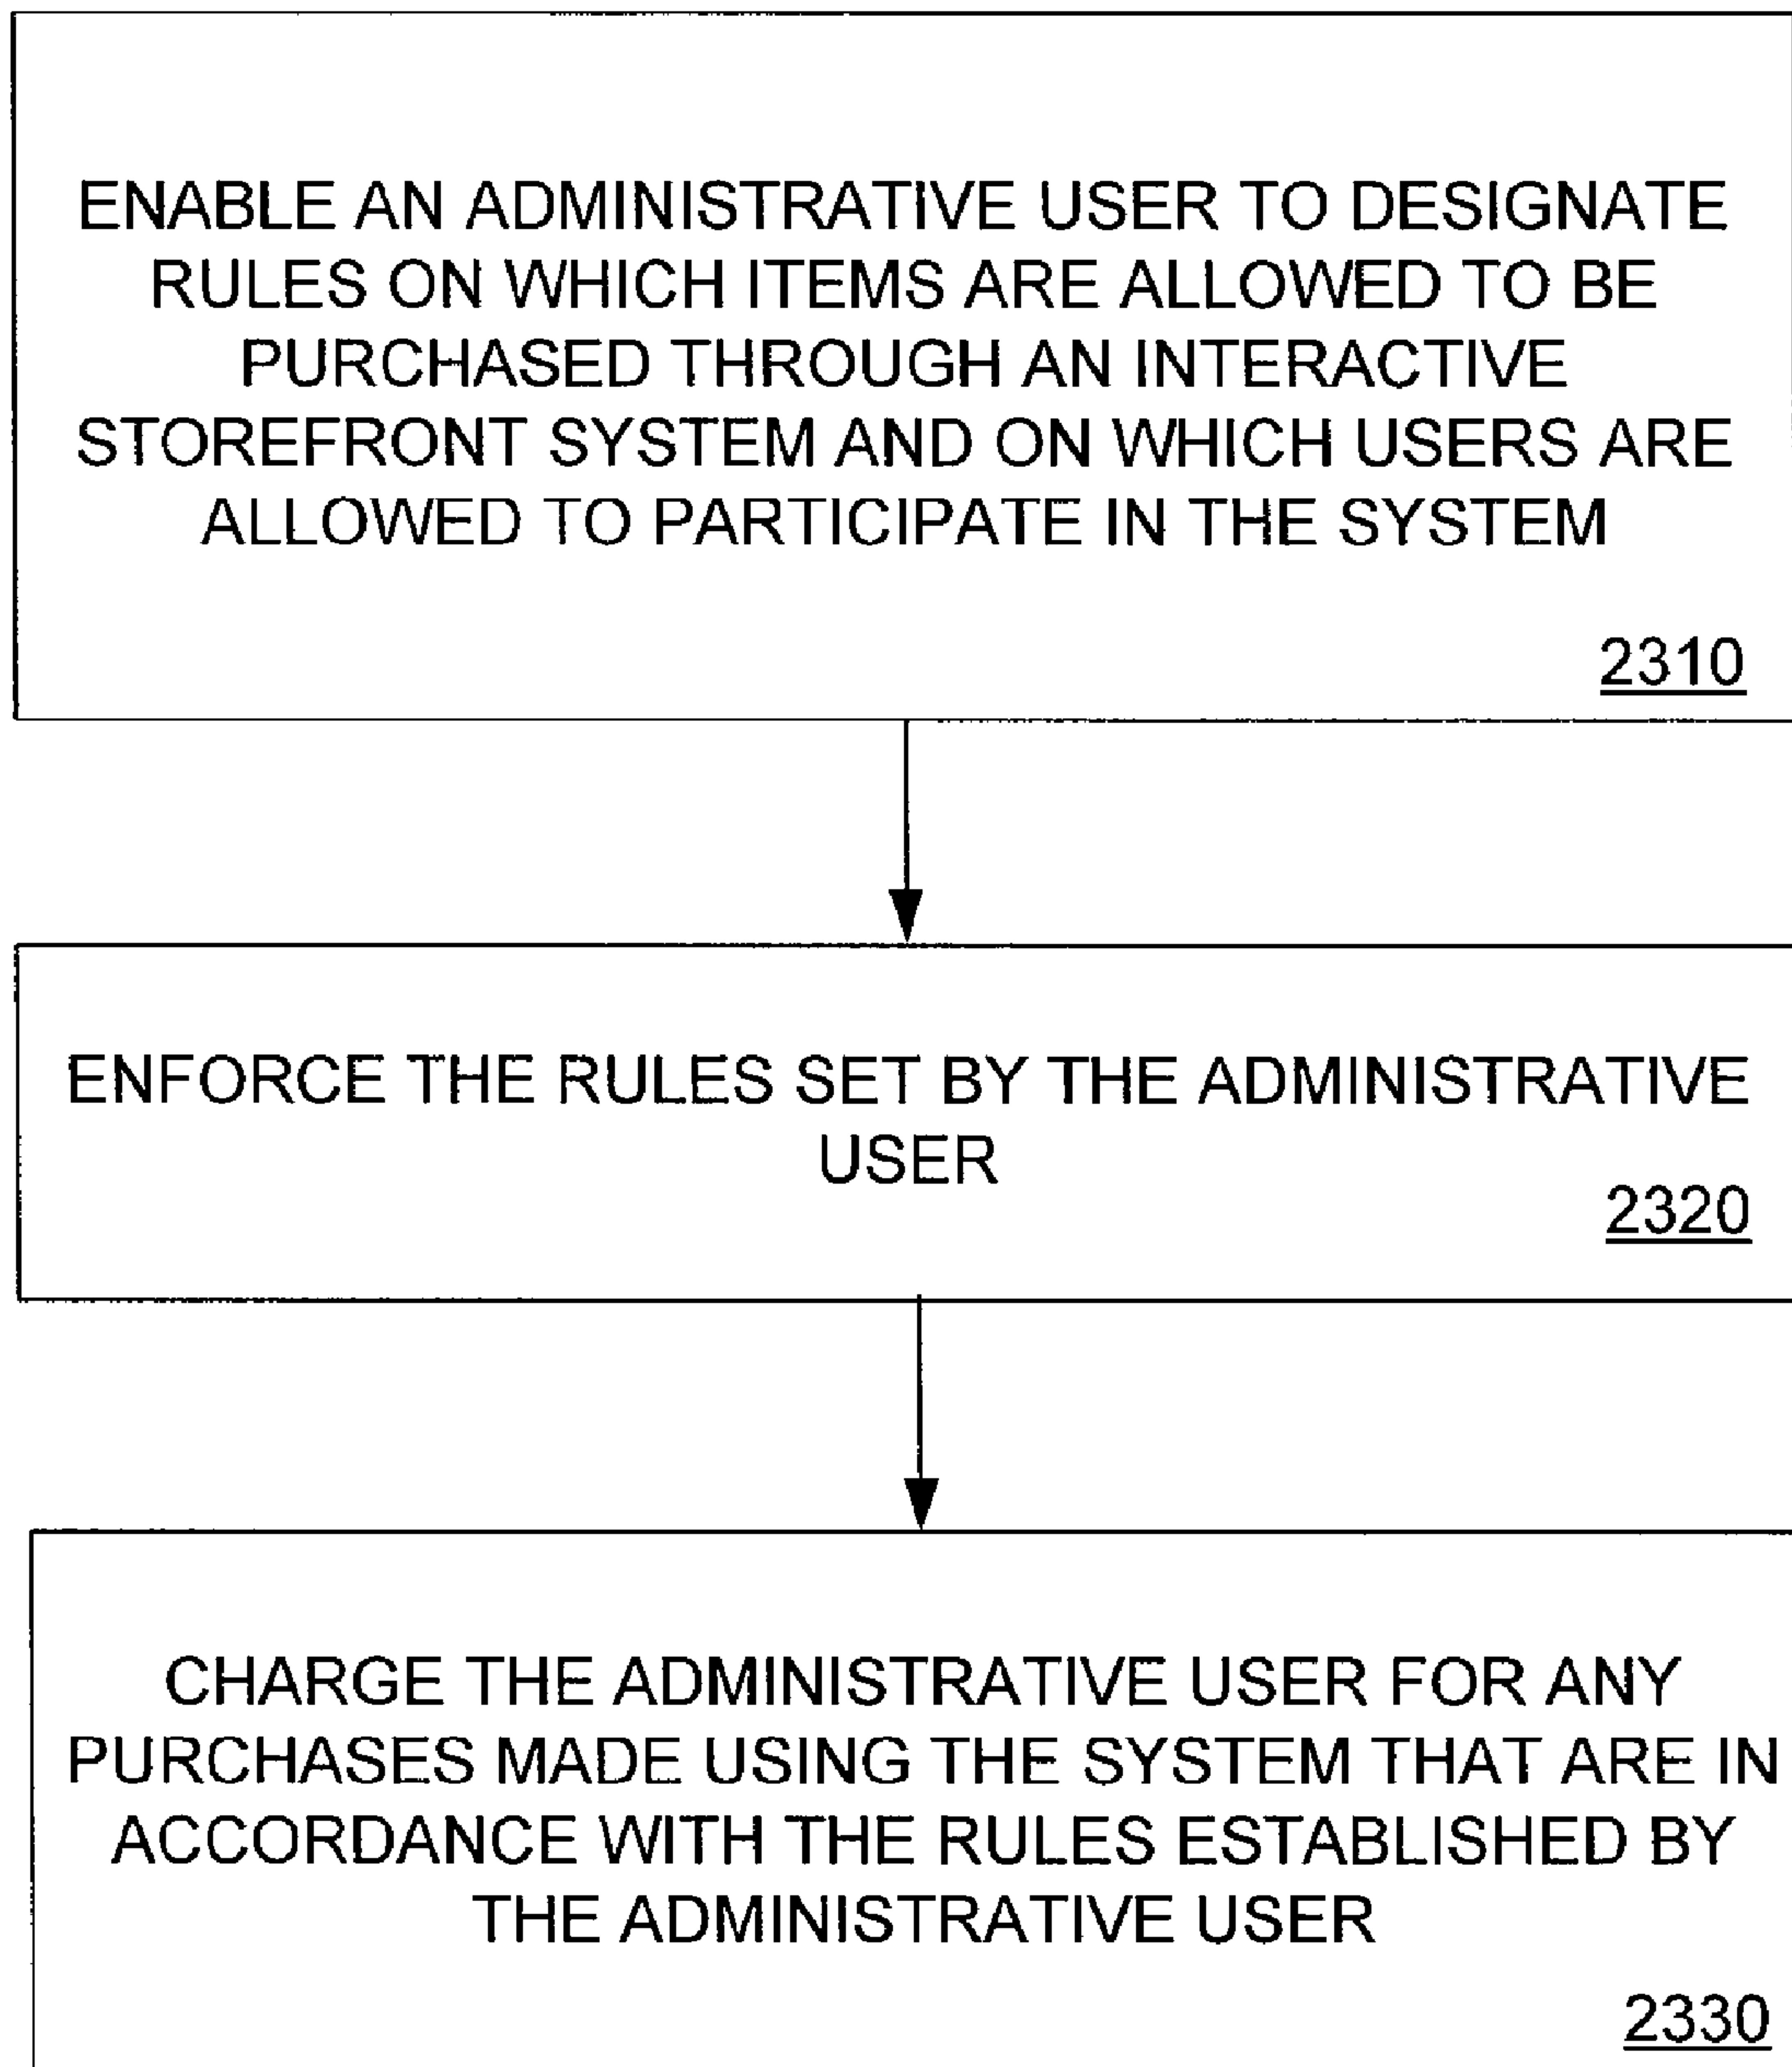 ENABLE AN ADMINISTRATIVE USER TO DESIGNATE
RULES ON WHICH ITEMS ARE ALLOWED TO BE
PURCHASED THROUGH AN INTERACTIVE
STOREFRONT SYSTEM AND ON WHICH USERS ARE
ALLOWED TO PARTICIPATE IN THE SYSTEM
2310
ENFORCE THE RULES SET BY THE ADMINISTRATIVE
USER
2320
CHARGE THE ADMINISTRATIVE USER FOR ANY
PURCHASES MADE USING THE SYSTEM THAT ARE IN
ACCORDANCE WITH THE RULES ESTABLISHED BY
THE ADMINISTRATIVE USER
2330